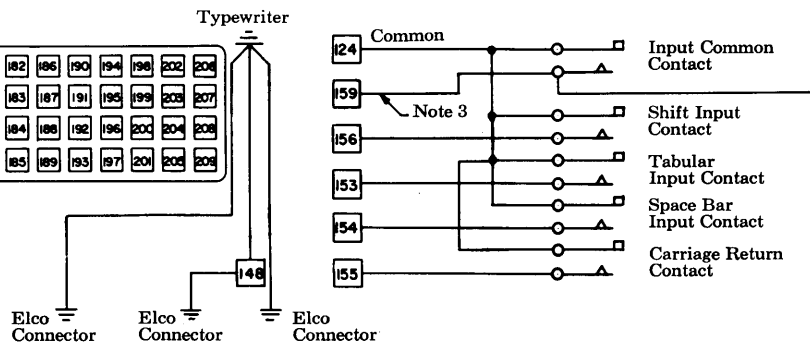 Typewriter
182 186 190 194 198 202 206
183 187 191 195 199 203 207
184 188 192 196 200 204 208
185 189 193 197 201 205 209
148
Elco
Connector
Elco
Connector
Elco
Connector
124 Common
159
Note 3
156
153
154
155
Input Common
Contact
Shift Input
Contact
Tabular
Input Contact
Space Bar
Input Contact
Carriage Return
Contact